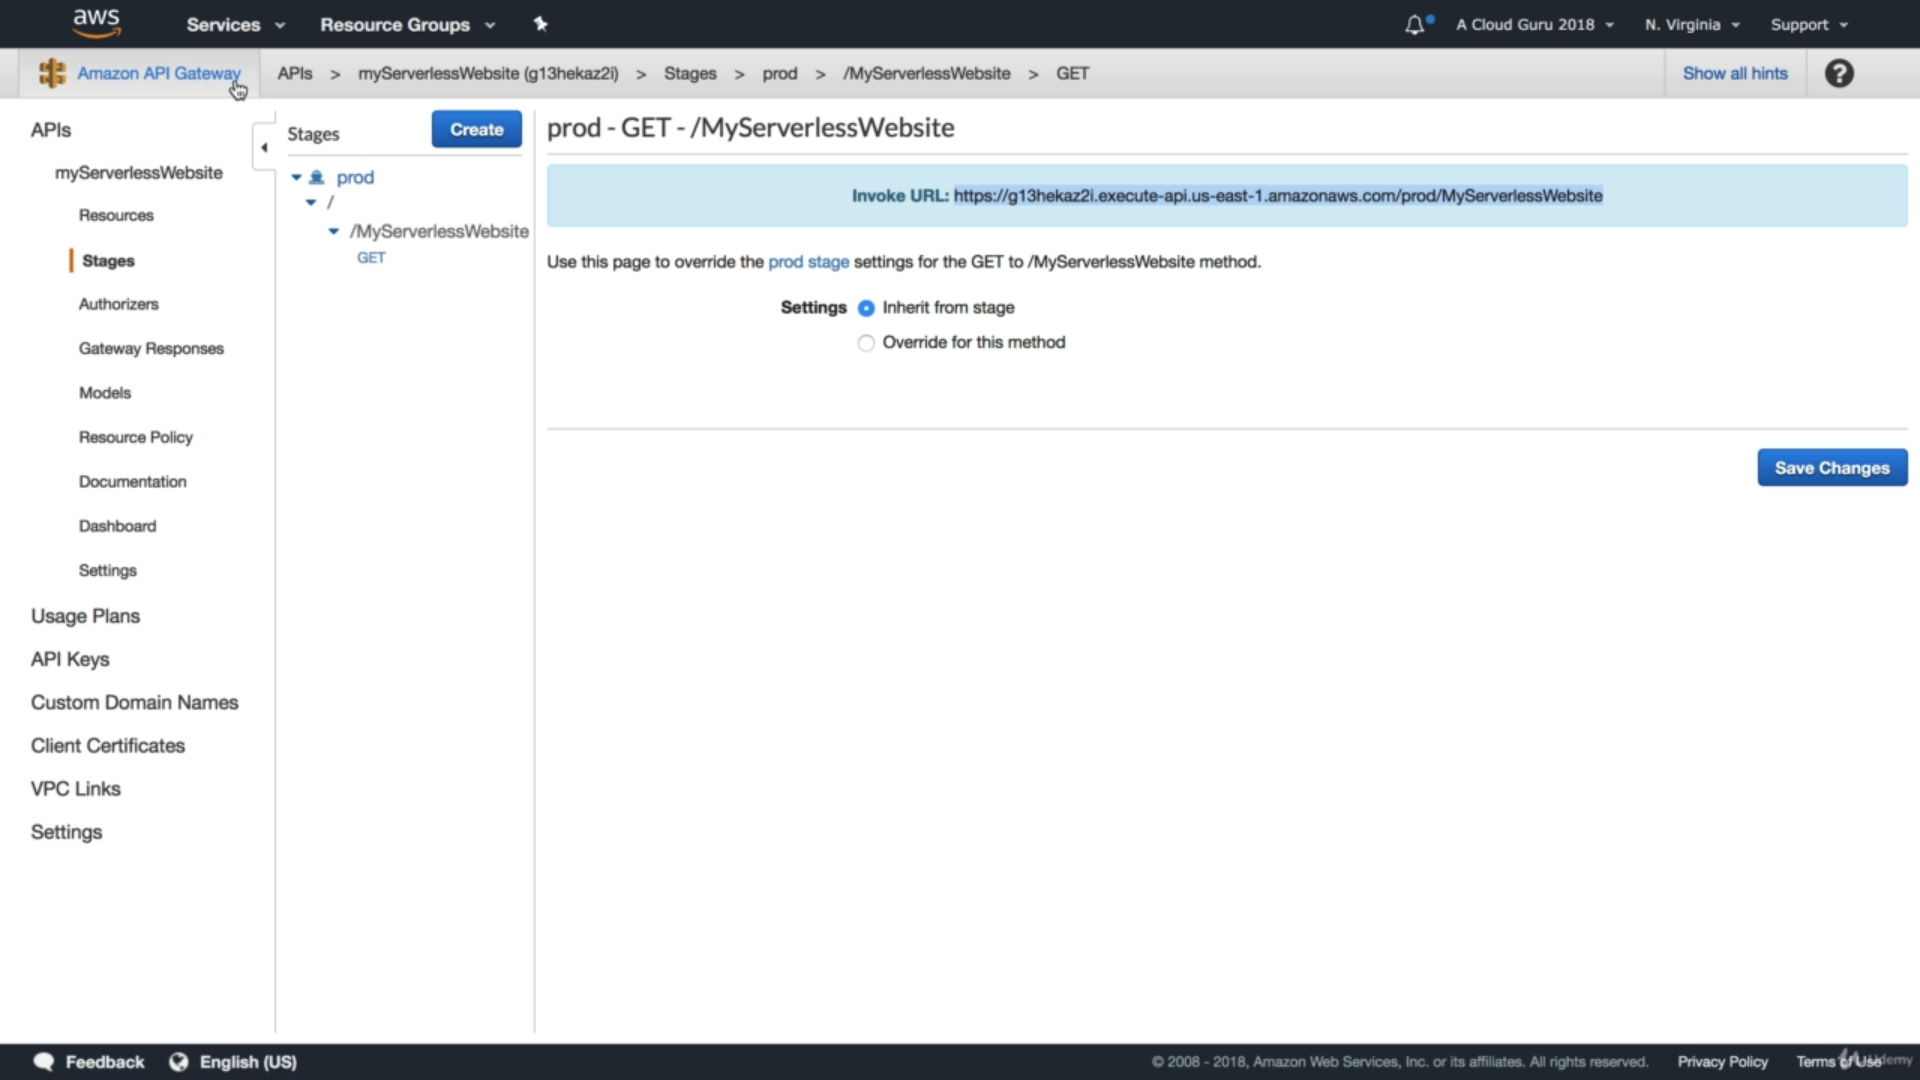 aws Services Resource Groups A Cloud Guru 2018 N. Virginia Support
Amazon API Gateway APIs > myServerlessWebsite (g13hekaz2i) > Stages > prod > /MyServerlessWebsite > GET Show all hints ?
APIs
myServerlessWebsite
Resources
Stages
Authorizers
Gateway Responses
Models
Resource Policy
Documentation
Dashboard
Settings
Usage Plans
API Keys
Custom Domain Names
Client Certificates
VPC Links
Settings
Stages Create
prod
/
/MyServerlessWebsite
GET
prod - GET - /MyServerlessWebsite
Invoke URL: https://g13hekaz2i.execute-api.us-east-1.amazonaws.com/prod/MyServerlessWebsite
Use this page to override the prod stage settings for the GET to /MyServerlessWebsite method.
Settings Inherit from stage
Override for this method
Save Changes
Feedback English (US) © 2008 - 2018, Amazon Web Services, Inc. or its affiliates. All rights reserved. Privacy Policy Terms of Use
Udemy